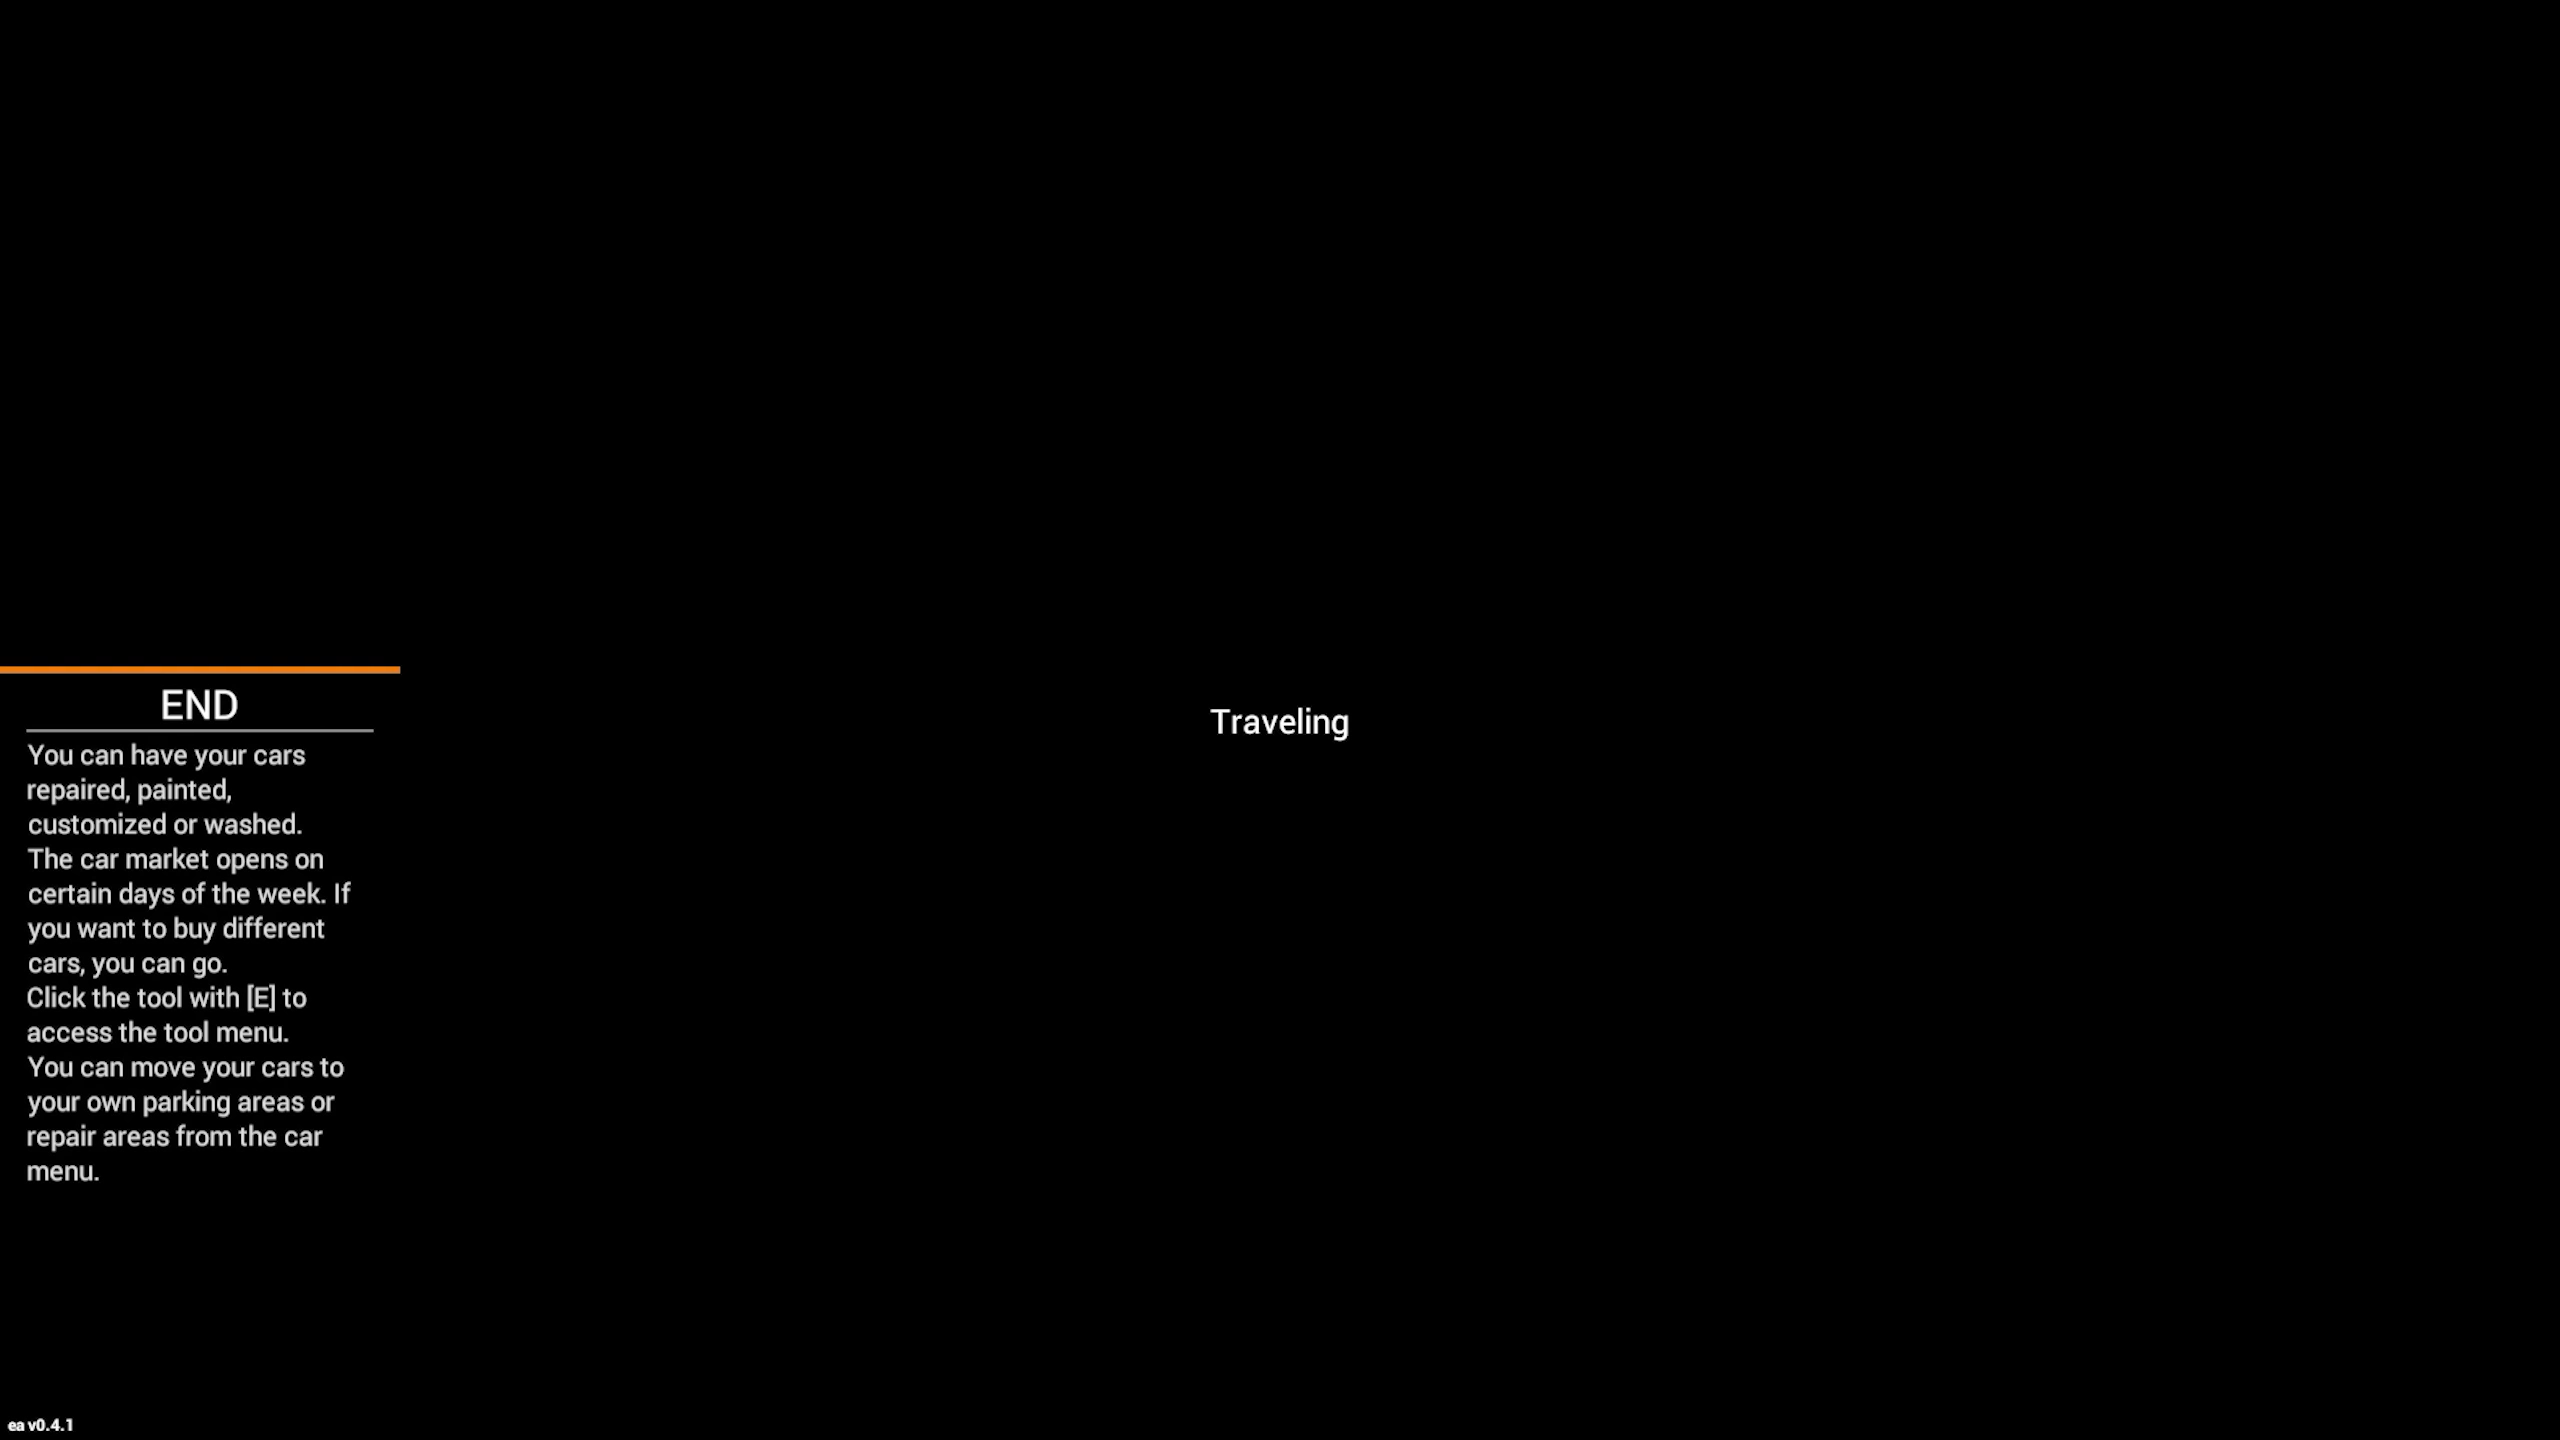 END
You can have your cars
repaired, painted,
customized or washed.
The car market opens on
certain days of the week. If
you want to buy different
cars, you can go.
Click the tool with [E] to
access the tool menu.
You can move your cars to
your own parking areas or
repair areas from the car
menu.
Traveling
ea v0.4.1